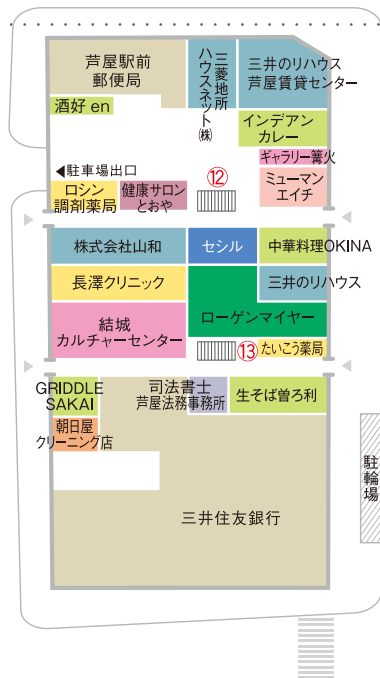 芦屋駅前
郵便局
三菱地所
ハウスネット㈱
三井のリハウス
芦屋賃貸センター
酒好 en
インデアン
カレー
ギャラリー篝火
◀駐車場出口
⑫
ミューマン
エイチ
ロシン
調剤薬局
健康サロン
とおや
株式会社山和
セシル
中華料理OKINA
長澤クリニック
三井のリハウス
ローゲンマイヤー
結城
カルチャーセンター
⑬
たいこう薬局
GRIDDLE
SAKAI
司法書士
芦屋法務事務所
生そば曽ろ利
朝日屋
クリーニング店
駐輪場
三井住友銀行